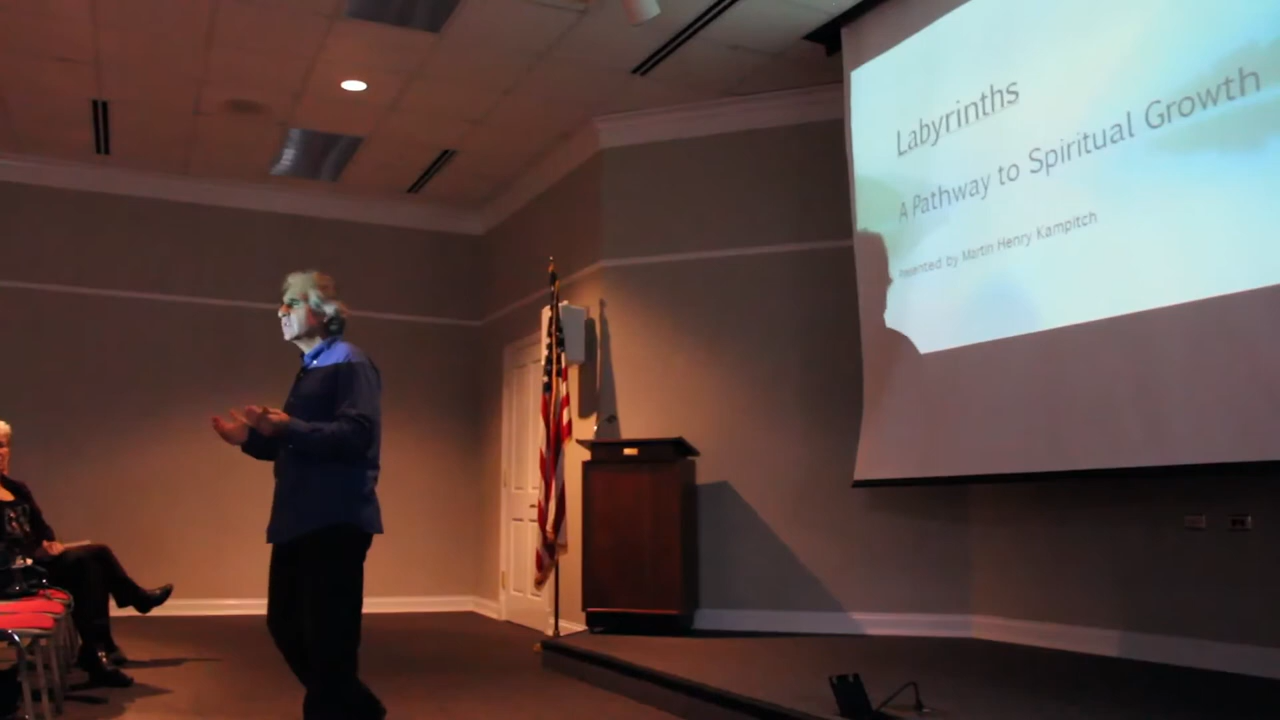 Labyrinths
A Pathway to Spiritual Growth
Presented by Martin Henry Kampitch